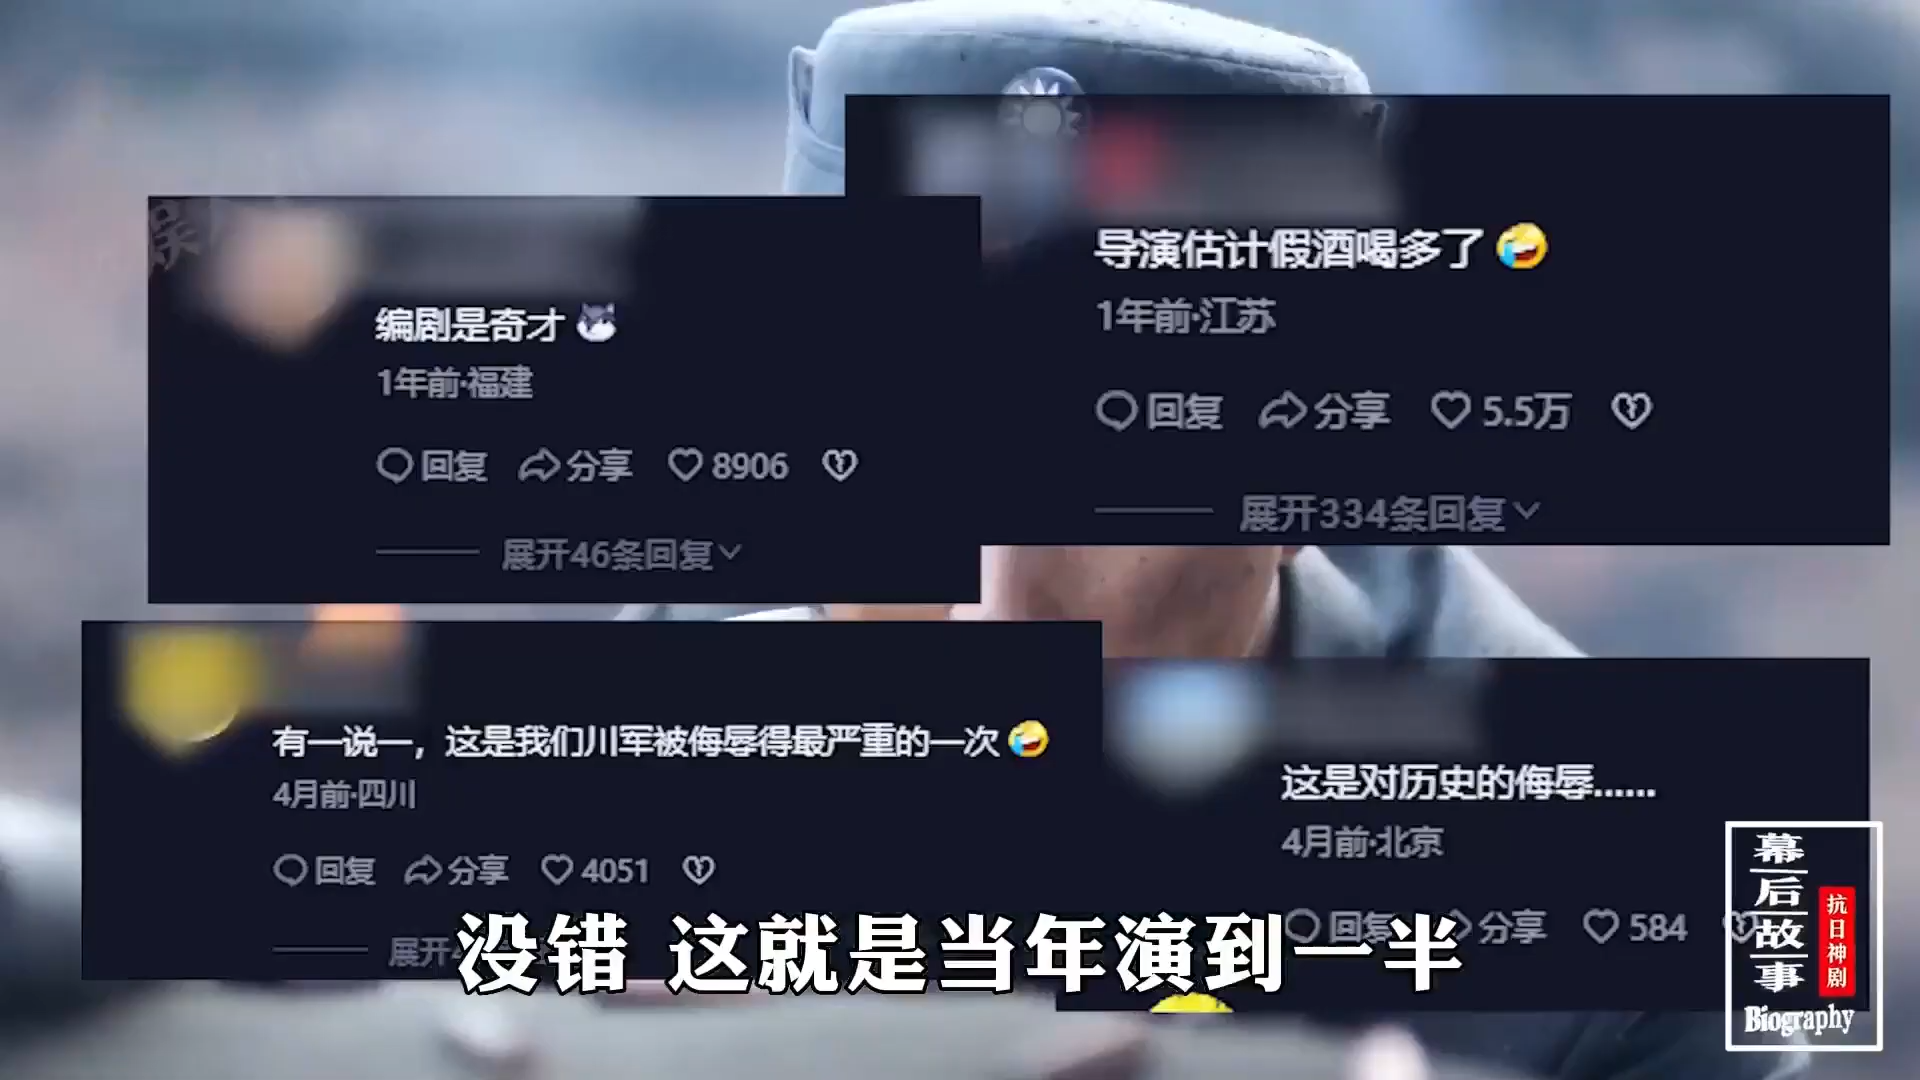 导演估计假酒喝多了
1年前·江苏
回复 分享 5.5万
展开334条回复
编剧是奇才
1年前·福建
回复 分享 8906
展开46条回复
有一说一，这是我们川军被侮辱得最严重的一次
4月前·四川
回复 分享 4051
展开
这是对历史的侮辱......
4月前·北京
回复 分享 584
没错 这就是当年演到一半
幕后故事
抗日神剧
Biography